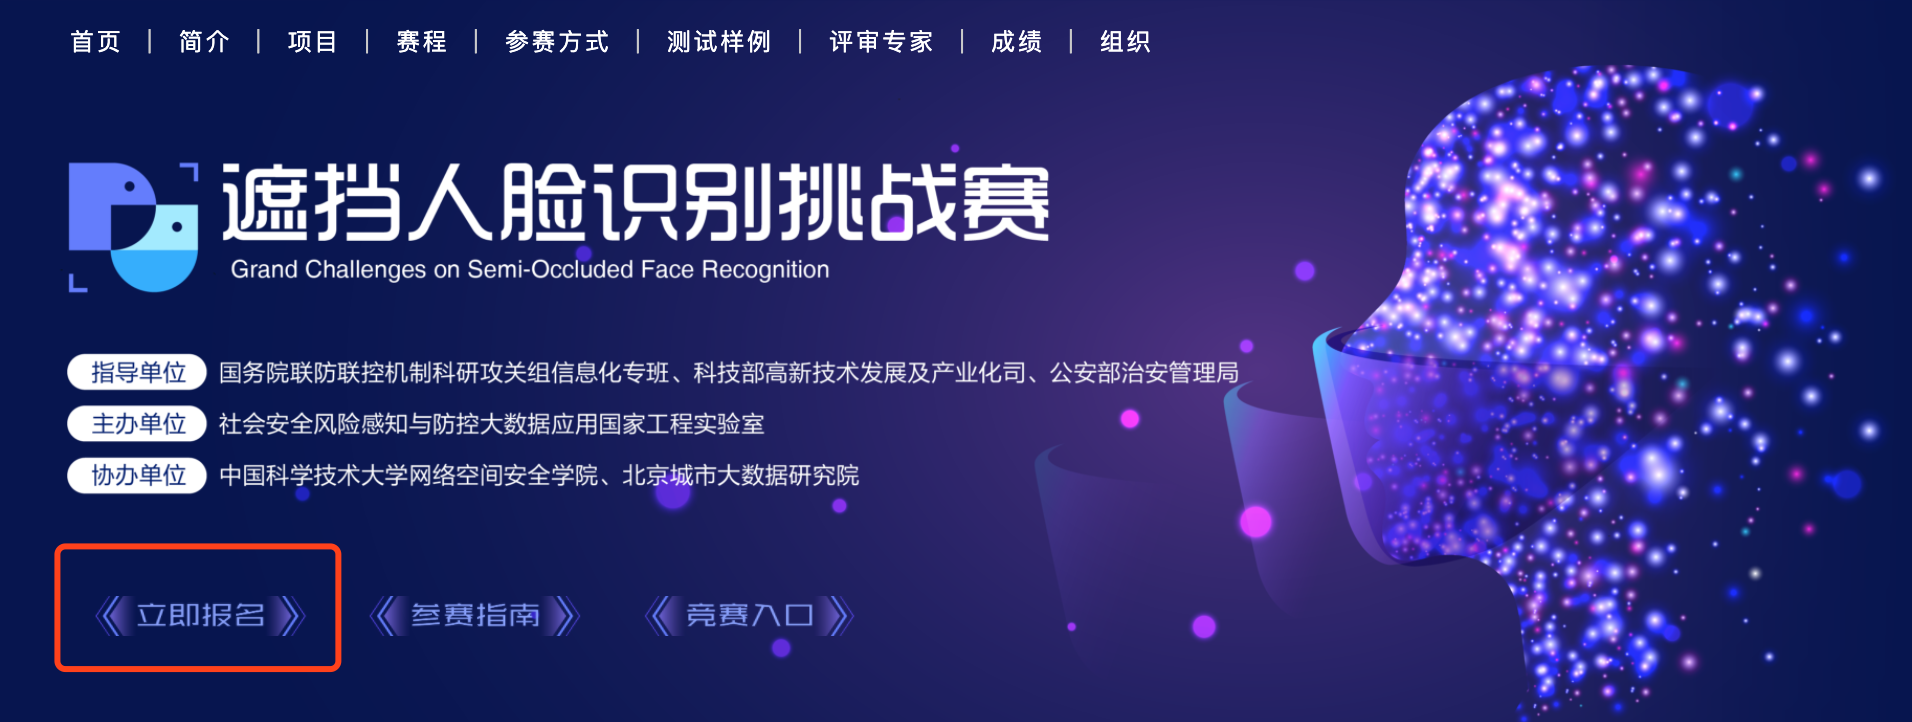 首页 | 简介 | 项目 | 赛程 | 参赛方式 | 测试样例 | 评审专家 | 成绩 | 组织
遮挡人脸识别挑战赛
Grand Challenges on Semi-Occluded Face Recognition
指导单位 国务院联防联控机制科研攻关组信息化专班、科技部高新技术发展及产业化司、公安部治安管理局
主办单位 社会安全风险感知与防控大数据应用国家工程实验室
协办单位 中国科学技术大学网络空间安全学院、北京城市大数据研究院
立即报名 参赛指南 竞赛入口